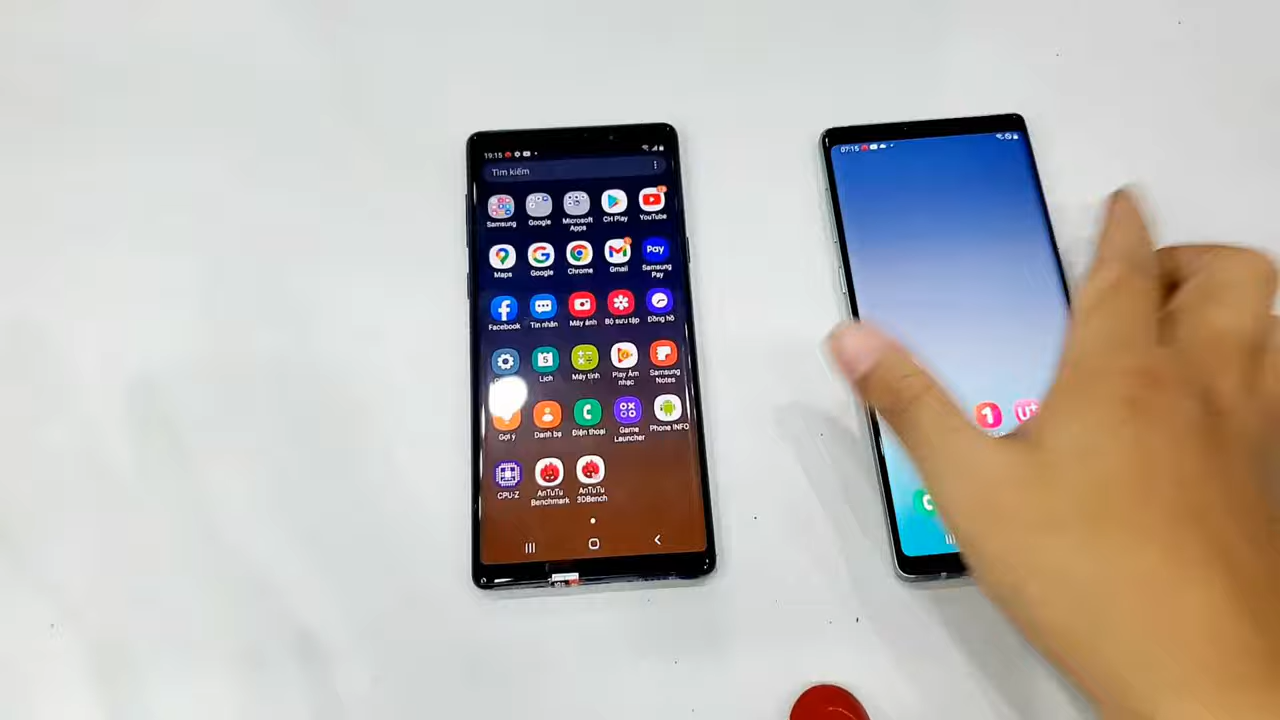 19:15
07:15
Tìm kiếm
Samsung Google Microsoft Apps CH Play YouTube
Maps Google Chrome Gmail Samsung Pay
Pay
Facebook Tin nhắn Máy ảnh Bộ sưu tập Đồng hồ
5
Lịch Máy tính Play Âm nhạc Samsung Notes
Gợi ý Danh bạ Điện thoại Game Launcher Phone INFO
CPU-Z AnTuTu Benchmark AnTuTu 3DBench
1 U+